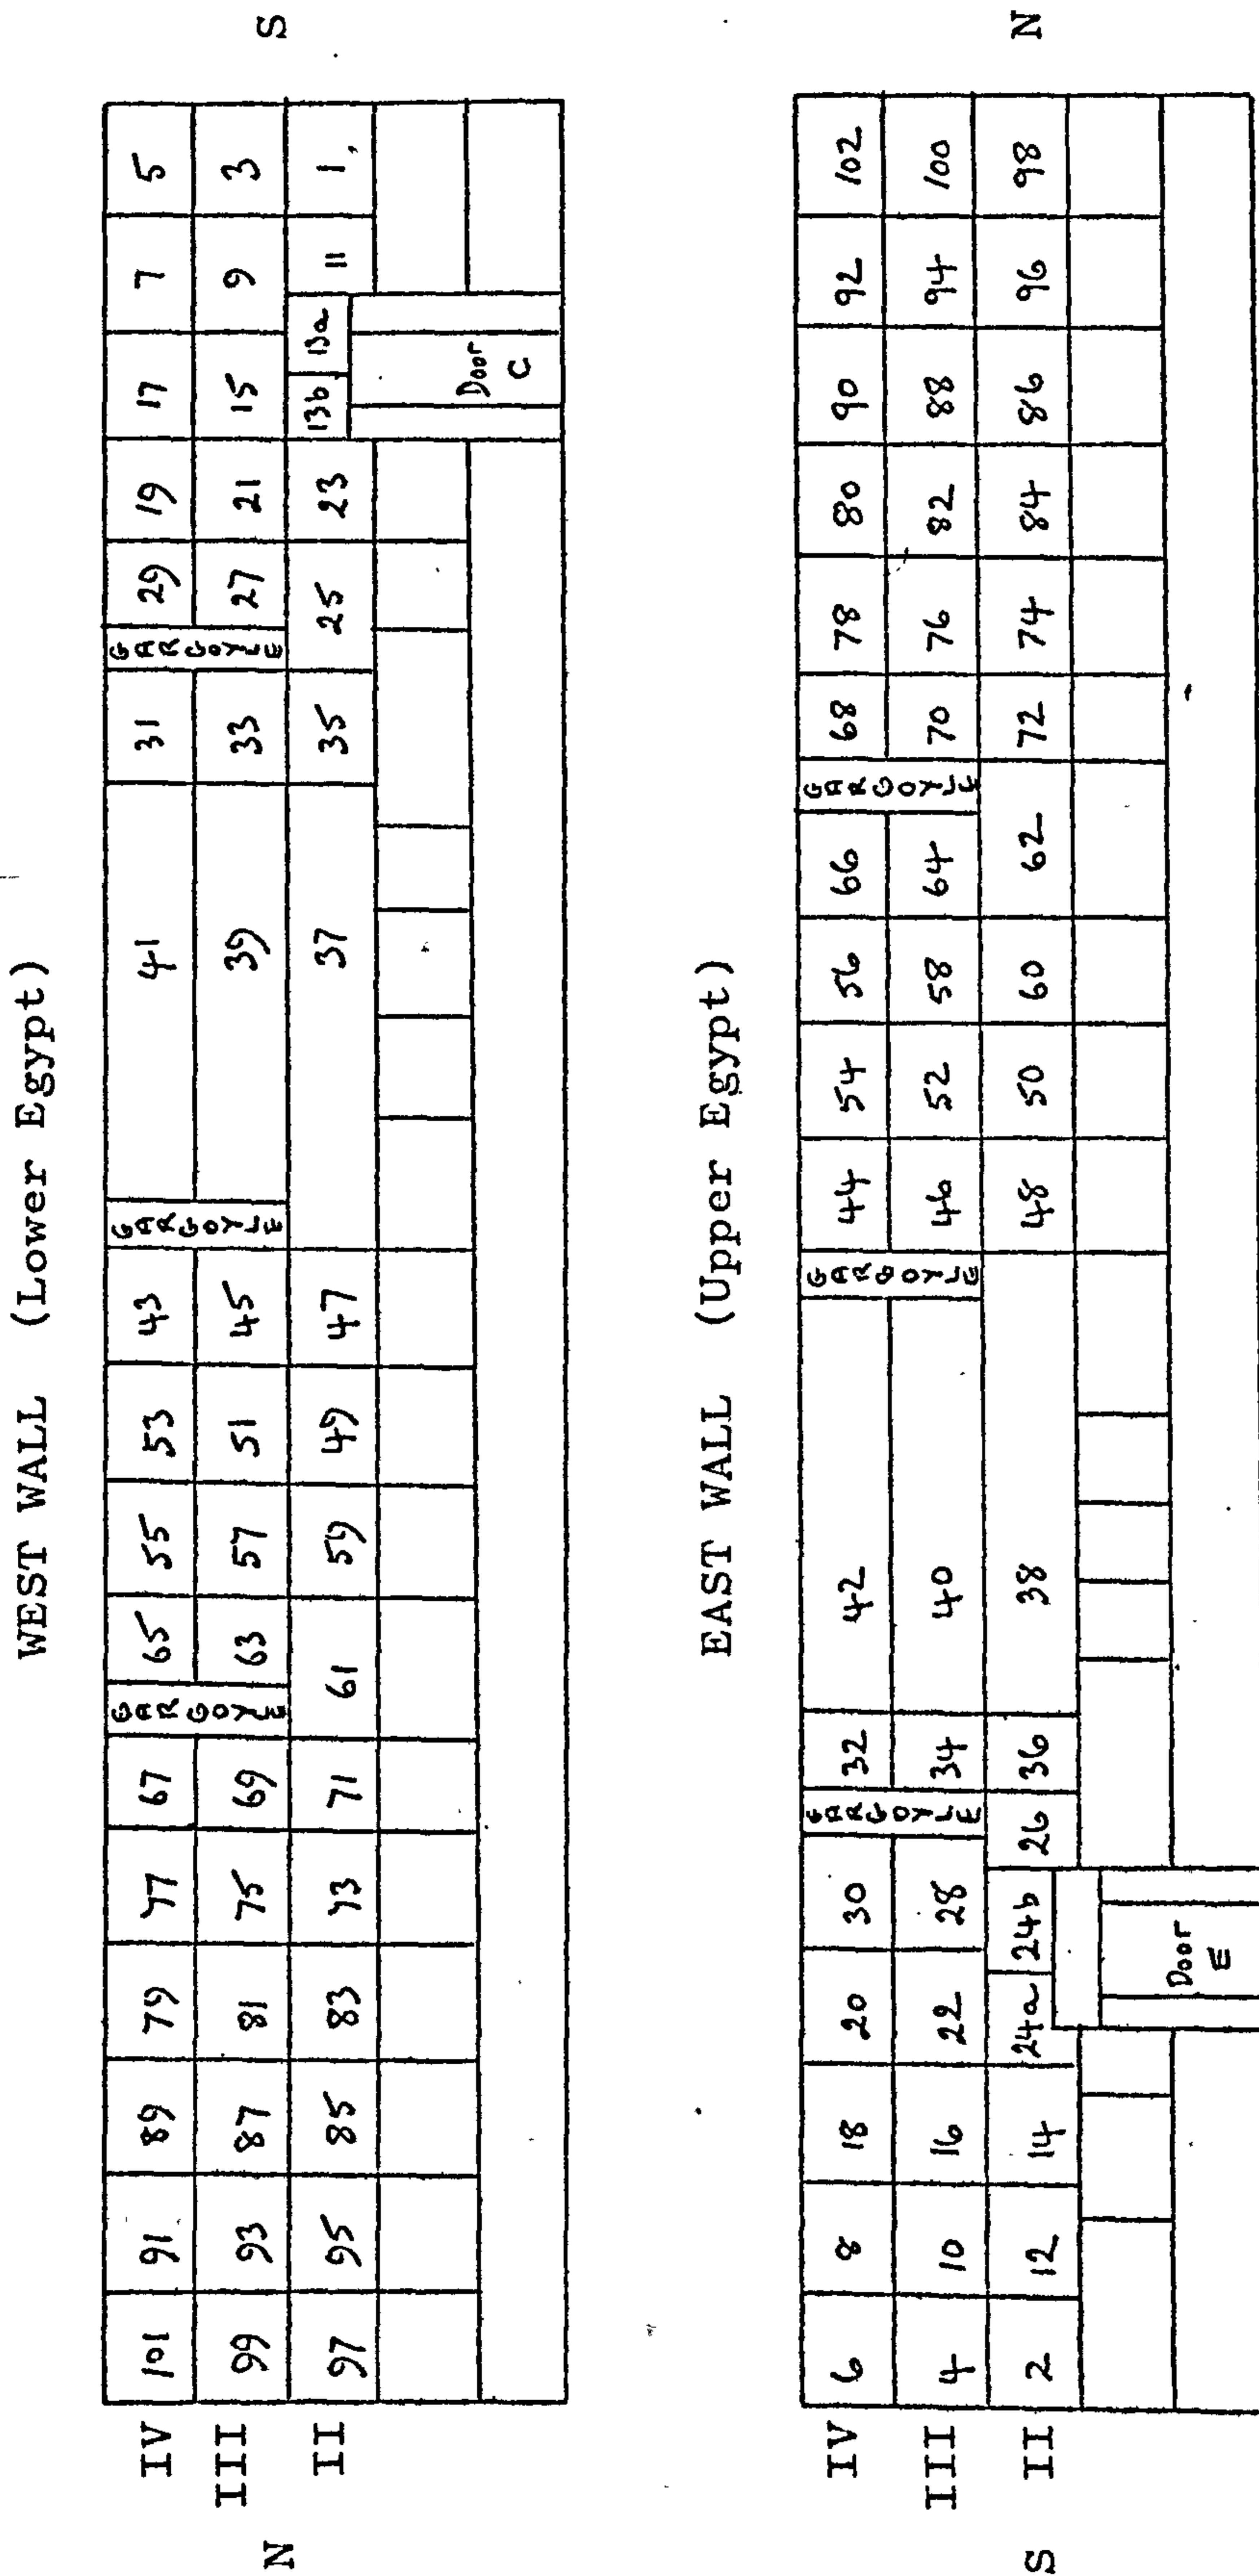 WEST WALL (Lower Egypt)
IV 101 91 89 79 77 67 GARGOYLE 65 55 53 43 GARGOYLE 41 31 GARGOYLE 29 19 17 7 5
III 99 93 87 81 75 69 63 57 51 45 39 33 27 21 15 9 3
N S
II 97 95 85 83 73 71 61 59 49 47 37 35 25 23 13b 13a 11 1,
Door
C
EAST WALL (Upper Egypt)
IV 6 8 18 20 30 GARGOYLE 32 42 GARGOYLE 44 54 56 66 GARGOYLE 68 78 80 90 92 102
III 4 10 16 22 28 34 40 46 52 58 64 70 76 82 88 94 100
II 2 12 14 24a 24b 26 36 38 48 50 60 62 72 74 84 86 96 98
S N
Door
E